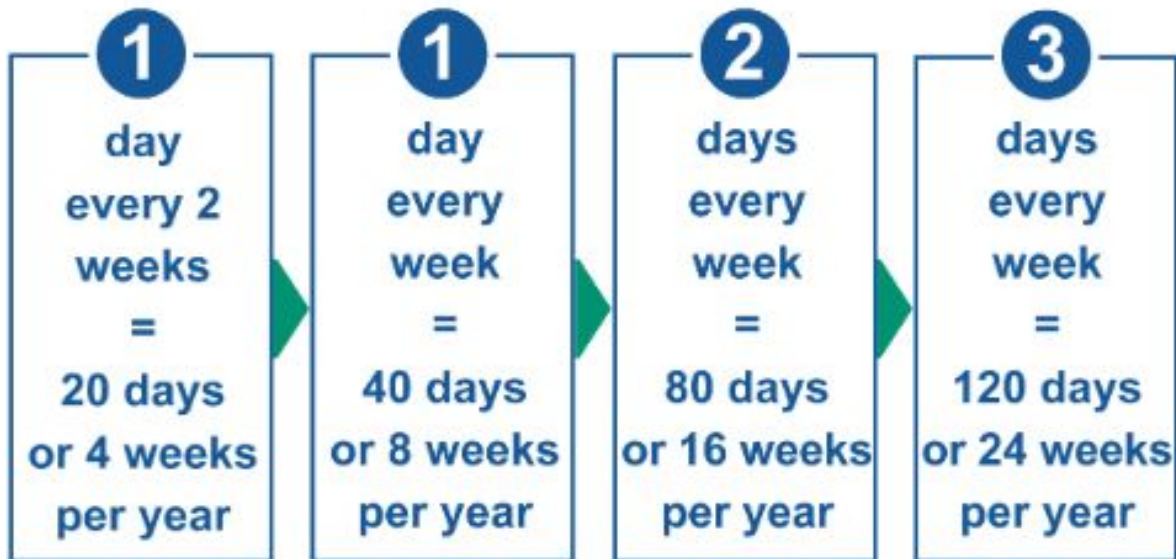 1
day
every 2
weeks
=
20 days
or 4 weeks
per year
1
day
every
week
=
40 days
or 8 weeks
per year
2
days
every
week
=
80 days
or 16 weeks
per year
3
days
every
week
=
120 days
or 24 weeks
per year